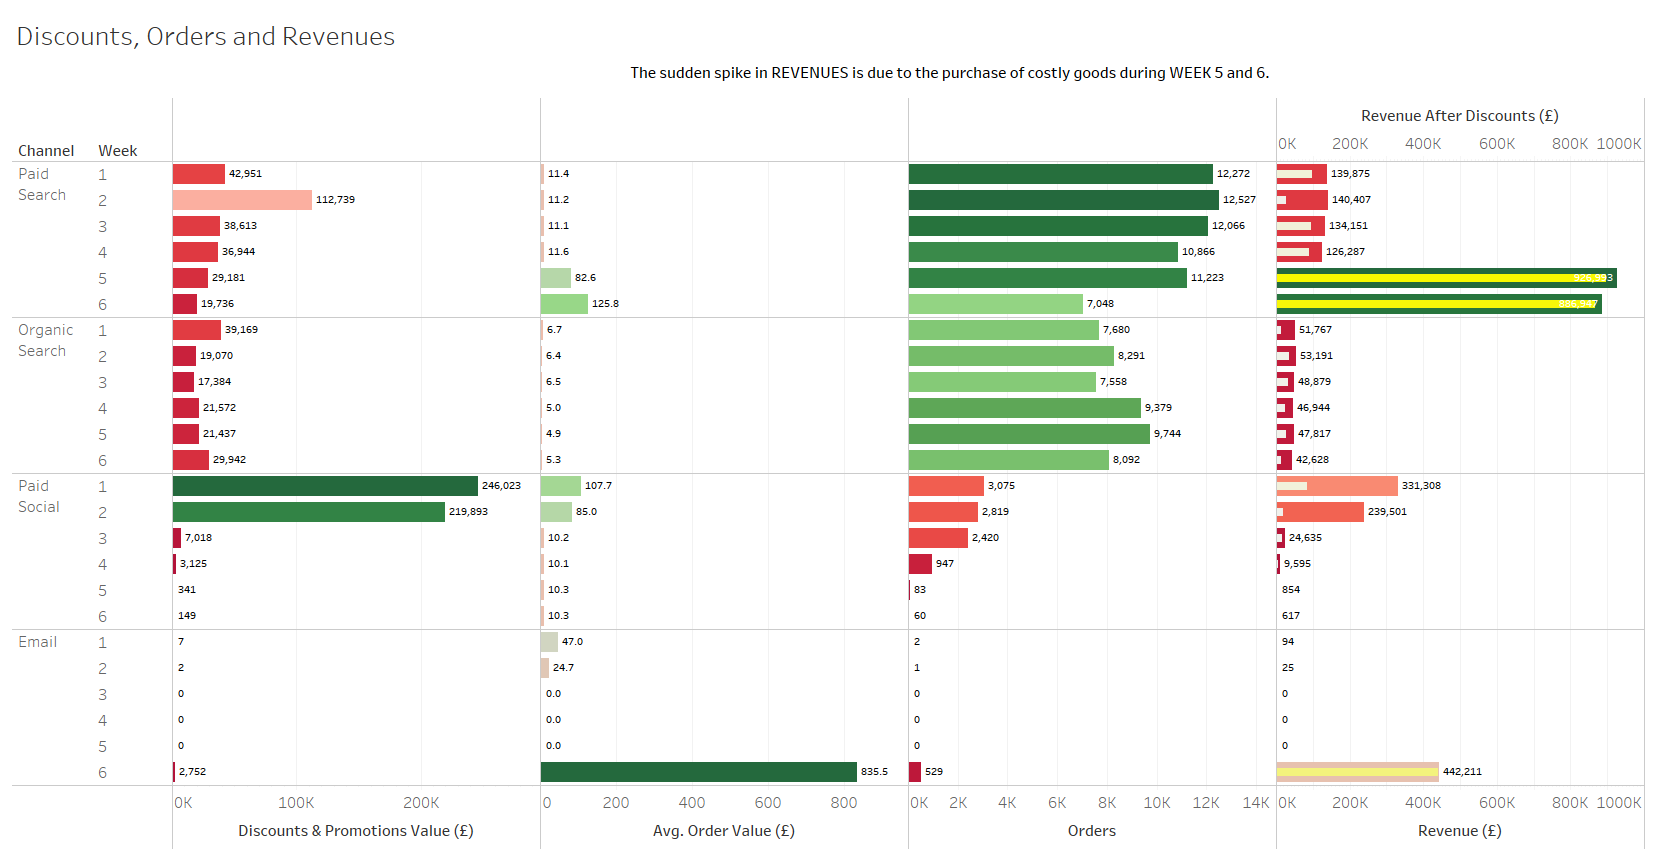 Discounts, Orders and Revenues
The sudden spike in REVENUES is due to the purchase of costly goods during WEEK 5 and 6.
Revenue After Discounts (£)
0K 200K 400K 600K 800K 1000K
Channel Week
Paid Search
1 42,951 11.4 12,272 139,875
2 112,739 11.2 12,527 140,407
3 38,613 11.1 12,066 134,151
4 36,944 11.6 10,866 126,287
5 29,181 82.6 11,223
6 19,736 125.8 7,048 886,947
Organic Search
1 39,169 6.7 7,680 51,767
2 19,070 6.4 8,291 53,191
3 17,384 6.5 7,558 48,879
4 21,572 5.0 9,379 46,944
5 21,437 4.9 9,744 47,817
6 29,942 5.3 8,092 42,628
Paid Social
1 246,023 107.7 3,075 331,308
2 219,893 85.0 2,819 239,501
3 7,018 10.2 2,420 24,635
4 3,125 10.1 947 9,595
5 341 10.3 83 854
6 149 10.3 60 617
Email
1 7 47.0 2 94
2 2 24.7 1 25
3 0 0.0 0 0
4 0 0.0 0 0
5 0 0.0 0 0
6 2,752 835.5 529 442,211
0K 100K 200K 0 200 400 600 800 0K 2K 4K 6K 8K 10K 12K 14K 0K 200K 400K 600K 800K 1000K
Discounts & Promotions Value (£) Avg. Order Value (£) Orders Revenue (£)